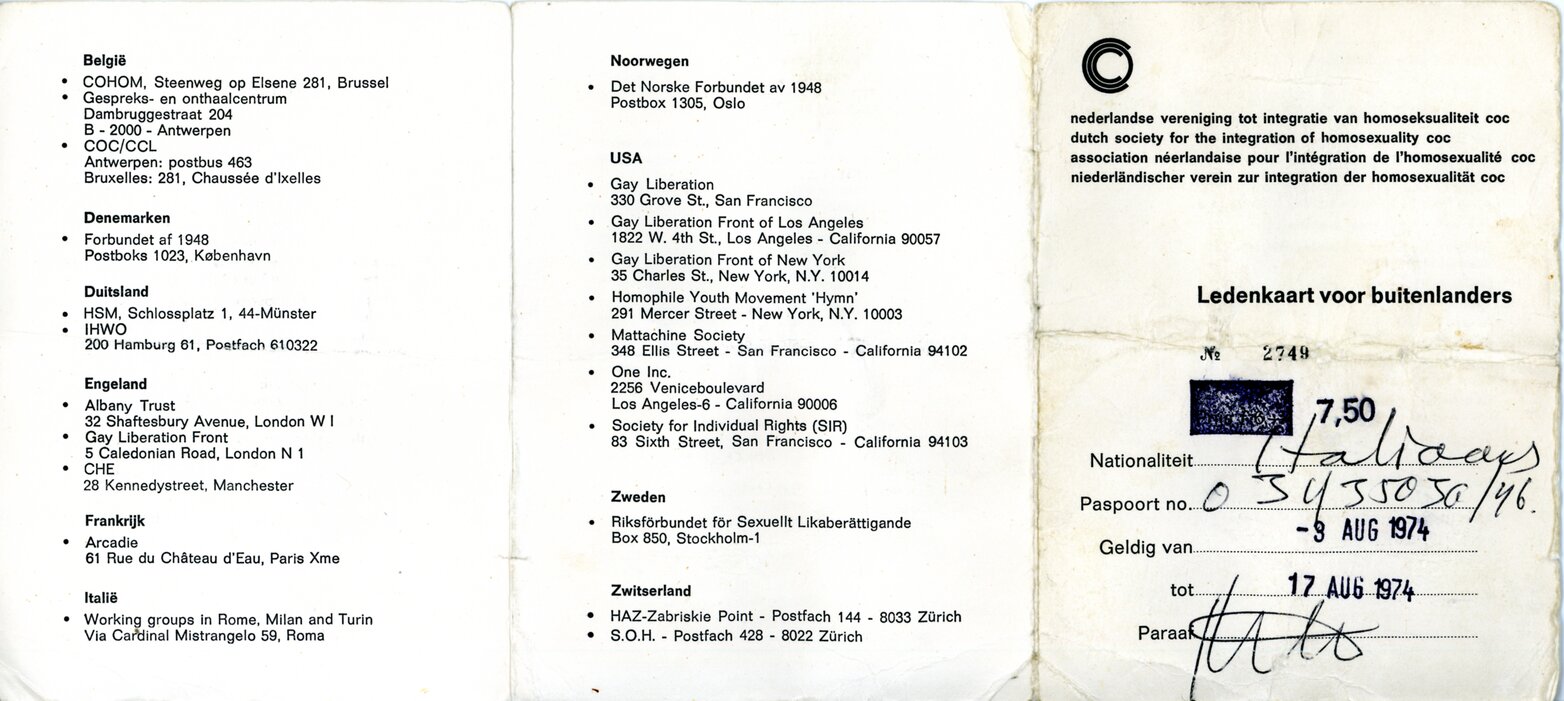 België
• COHOM, Steenweg op Elsene 281, Brussel
• Gespreks- en onthaalcentrum
Dambruggestraat 204
B - 2000 - Antwerpen
• COC/CCL
Antwerpen: postbus 463
Bruxelles: 281, Chaussée d'Ixelles
Denemarken
• Forbundet af 1948
Postboks 1023, København
Duitsland
• HSM, Schlossplatz 1, 44-Münster
• IHWO
200 Hamburg 61, Postfach 610322
Engeland
• Albany Trust
32 Shaftesbury Avenue, London W I
• Gay Liberation Front
5 Caledonian Road, London N 1
• CHE
28 Kennedystreet, Manchester
Frankrijk
• Arcadie
61 Rue du Château d'Eau, Paris Xme
Italië
• Working groups in Rome, Milan and Turin
Via Cardinal Mistrangelo 59, Roma
Noorwegen
• Det Norske Forbundet av 1948
Postbox 1305, Oslo
USA
• Gay Liberation
330 Grove St., San Francisco
• Gay Liberation Front of Los Angeles
1822 W. 4th St., Los Angeles - California 90057
• Gay Liberation Front of New York
35 Charles St., New York, N.Y. 10014
• Homophile Youth Movement 'Hymn'
291 Mercer Street - New York, N.Y. 10003
• Mattachine Society
348 Ellis Street - San Francisco - California 94102
• One Inc.
2256 Veniceboulevard
Los Angeles-6 - California 90006
• Society for Individual Rights (SIR)
83 Sixth Street, San Francisco - California 94103
Zweden
• Riksförbundet för Sexuellt Likaberättigande
Box 850, Stockholm-1
Zwitserland
• HAZ-Zabriskie Point - Postfach 144 - 8033 Zürich
• S.O.H. - Postfach 428 - 8022 Zürich
nederlandse vereniging tot integratie van homoseksualiteit coc
dutch society for the integration of homosexuality coc
association néerlandaise pour l'intégration de l'homosexualité coc
niederländischer verein zur integration der homosexualität coc
Ledenkaart voor buitenlanders
№ 2749
7,50
Nationaliteit Italiaans
Paspoort no.
Geldig van -3 AUG 1974
tot 17 AUG 1974
Paraaf